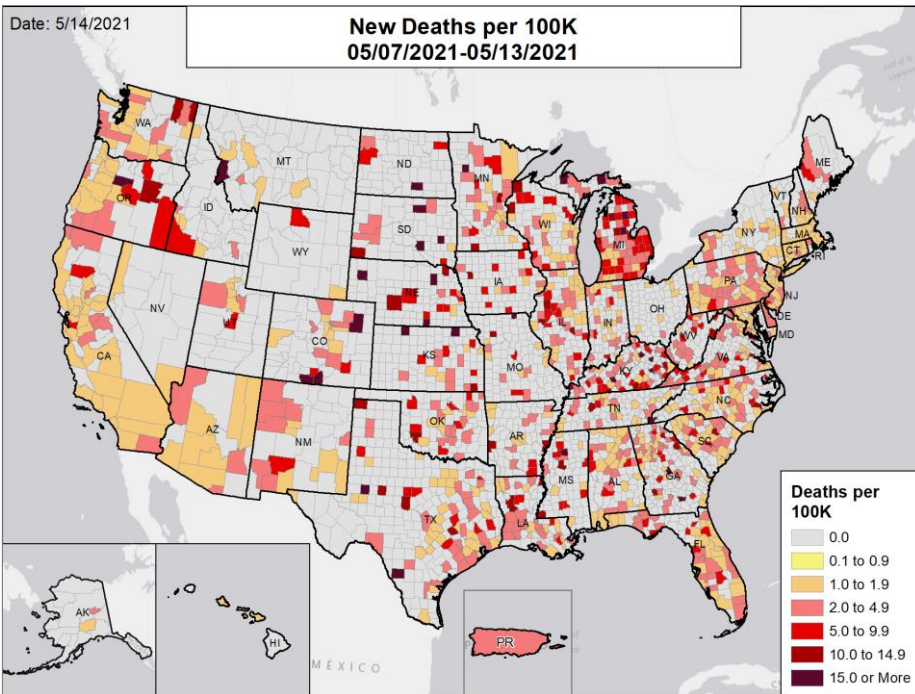 Date: 5/14/2021
New Deaths per 100K
05/07/2021-05/13/2021
WA
MT
ND
MN
ME
OR
ID
SD
WI
MI
VT
NH
NY
MA
CT
RI
WY
IA
PA
NJ
NV
NE
IL
IN
OH
DE
MD
UT
CO
WV
VA
CA
KS
MO
KY
AZ
NM
OK
AR
TN
NC
SC
MS
AL
GA
TX
LA
FL
AK
HI
PR
MÉXICO
Deaths per
100K
0.0
0.1 to 0.9
1.0 to 1.9
2.0 to 4.9
5.0 to 9.9
10.0 to 14.9
15.0 or More